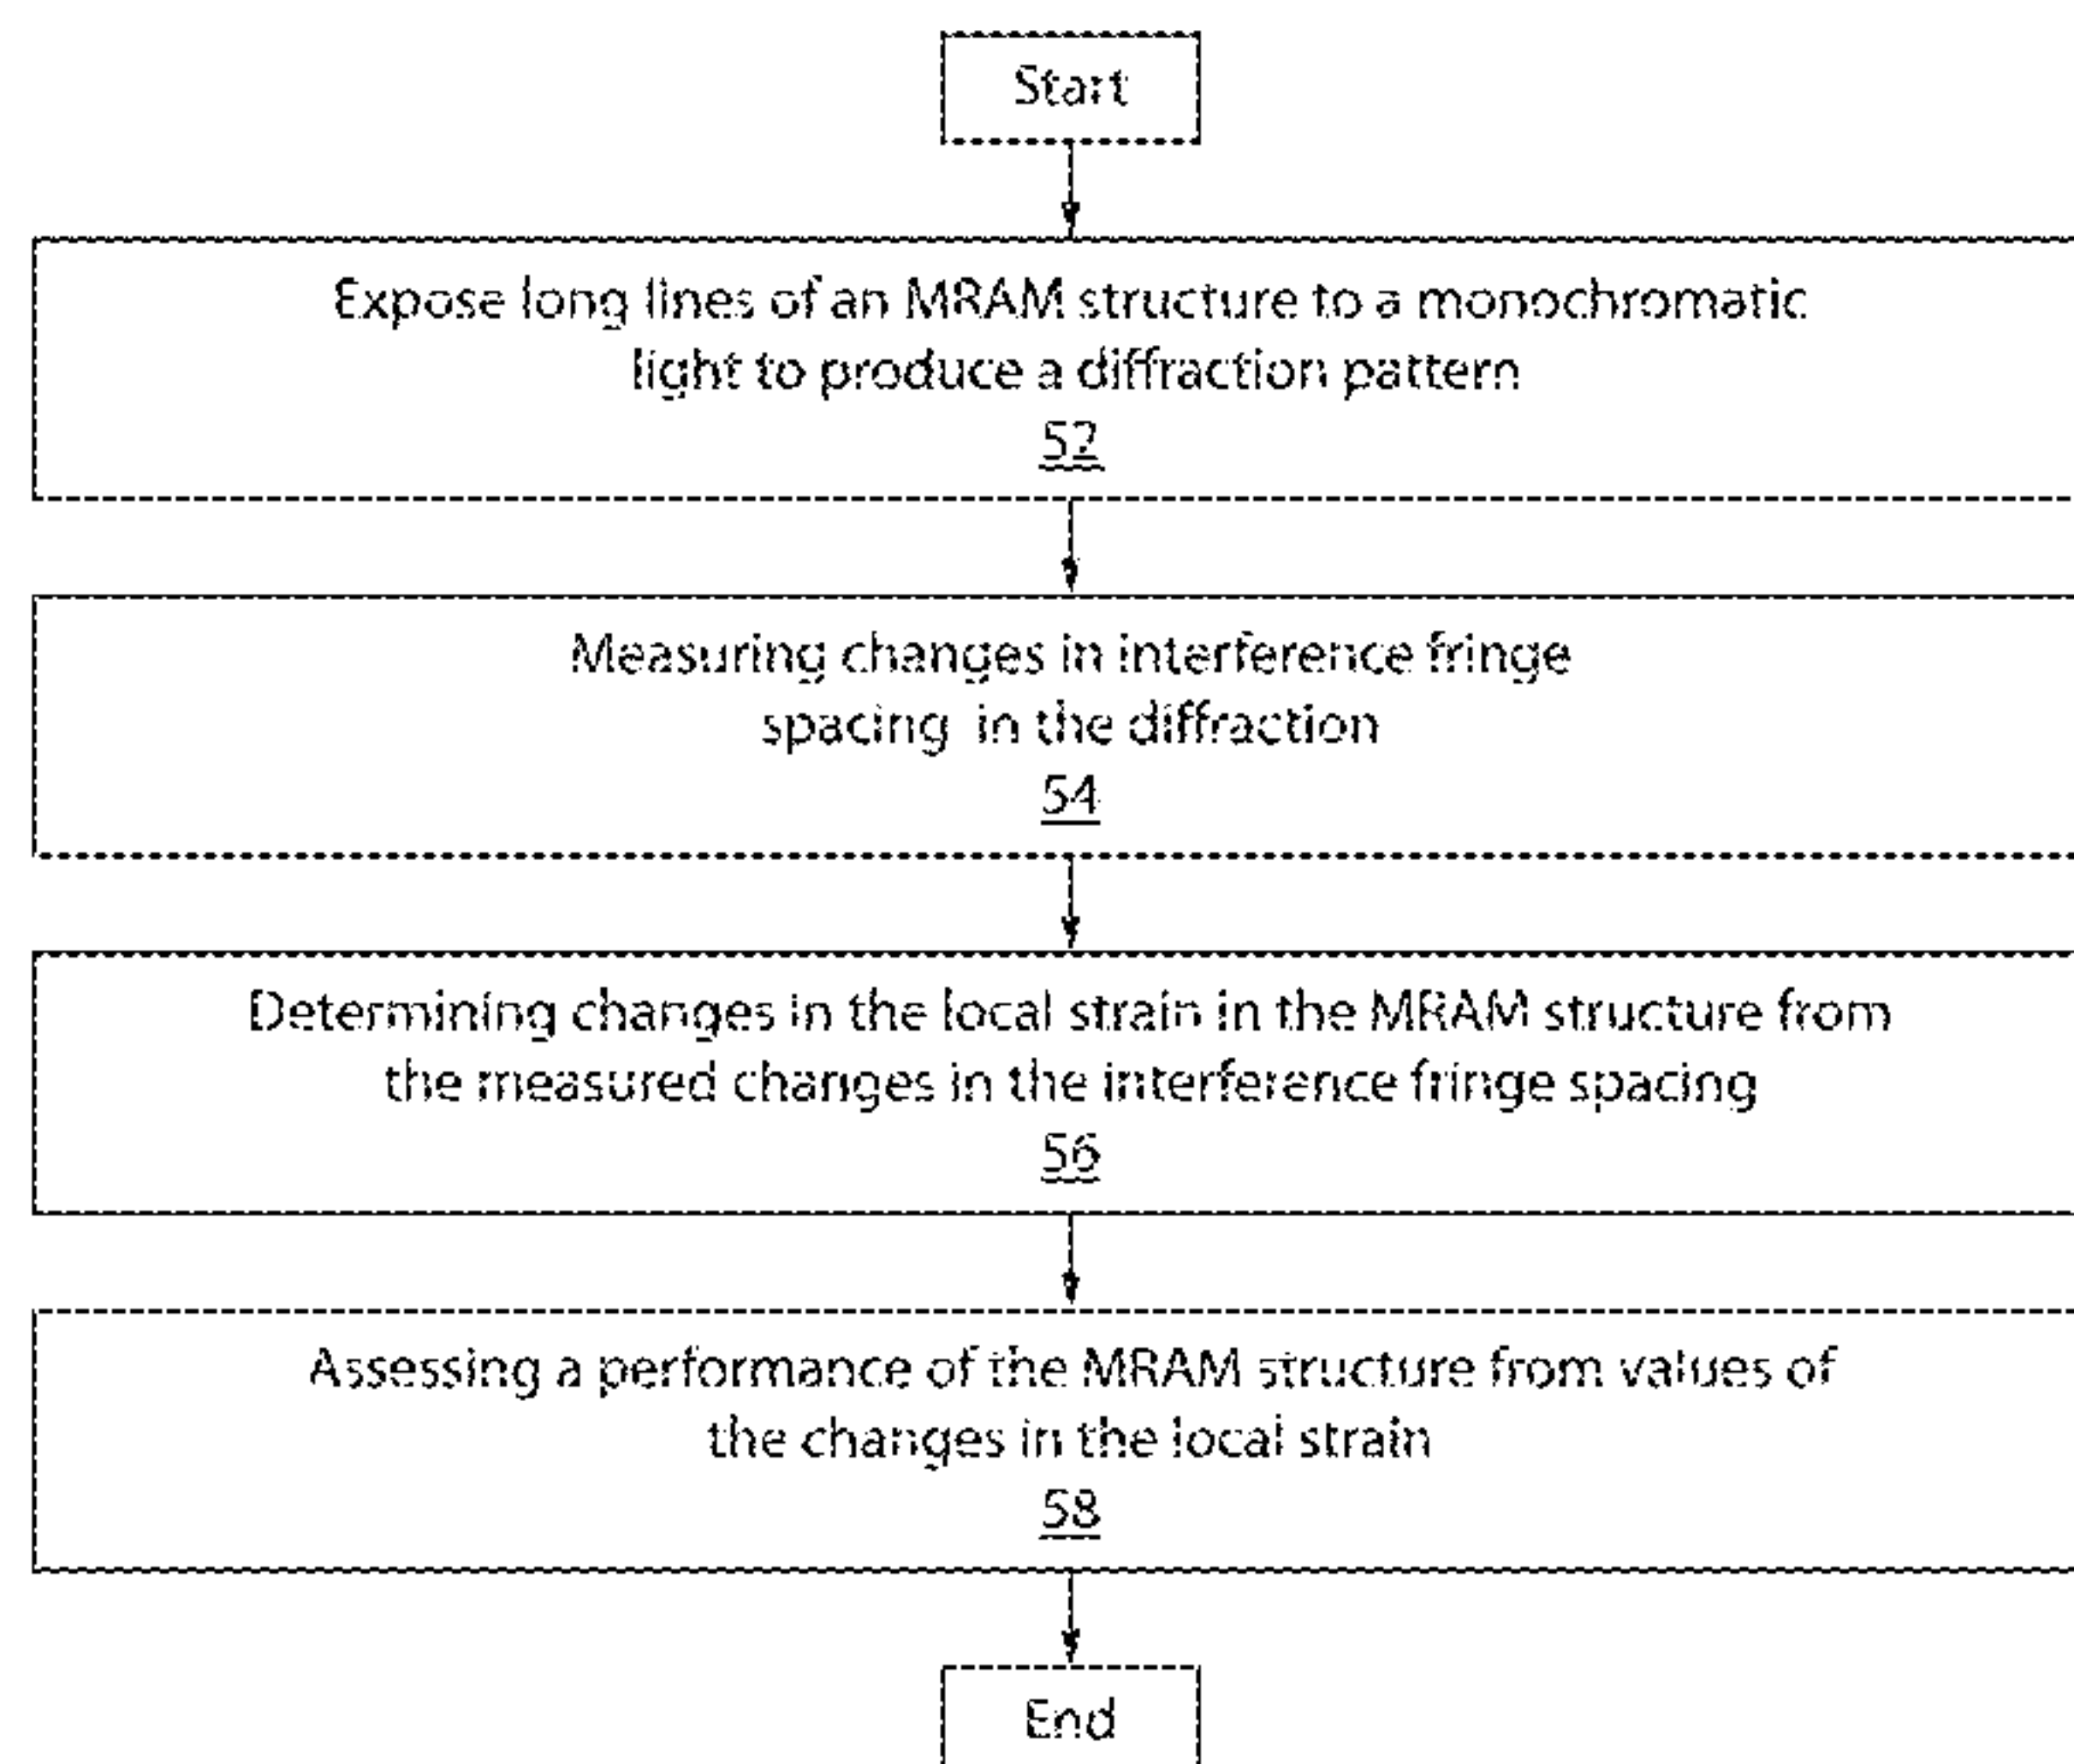 Start
Expose long lines of an MRAM structure to a monochromatic
light to produce a diffraction pattern
52
Measuring changes in interference fringe
spacing in the diffraction
54
Determining changes in the local strain in the MRAM structure from
the measured changes in the interference fringe spacing
56
Assessing a performance of the MRAM structure from values of
the changes in the local strain
58
End